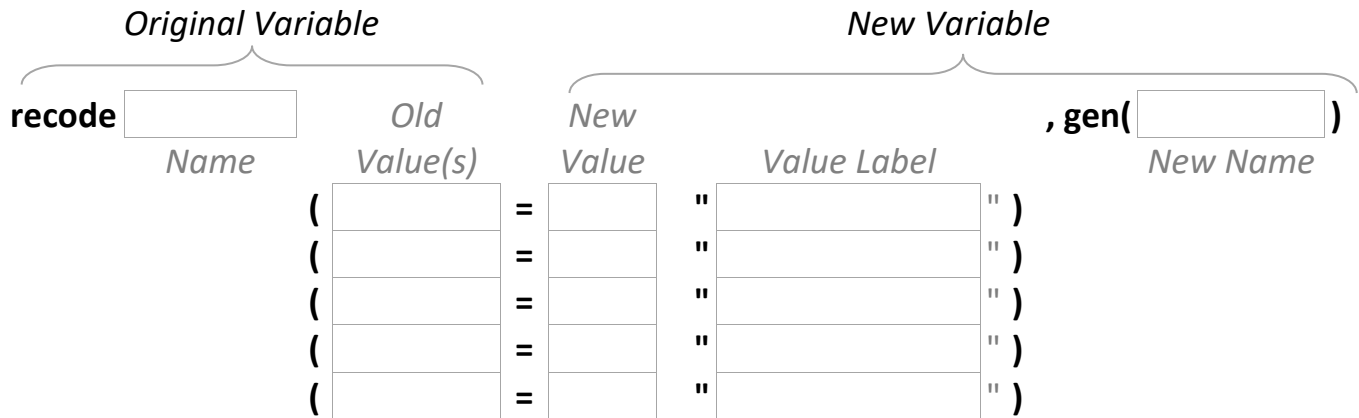 Original Variable New Variable
recode Old New , gen( )
Name Value(s) Value Value Label New Name
( = " " )
( = " " )
( = " " )
( = " " )
( = " " )